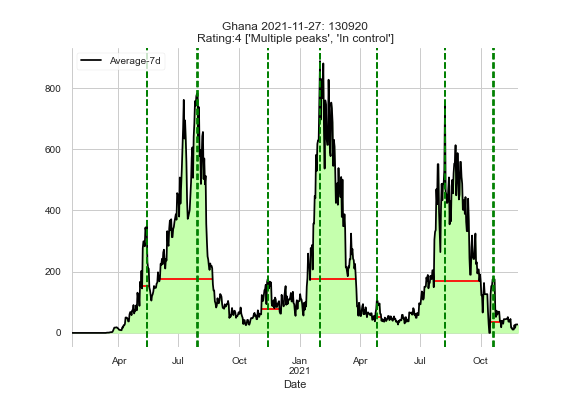 Ghana 2021-11-27: 130920
Rating:4 ['Multiple peaks', 'In control']
Average-7d
800
600
400
200
0
Apr
Jul
Oct
Jan
2021
Apr
Jul
Oct
Date